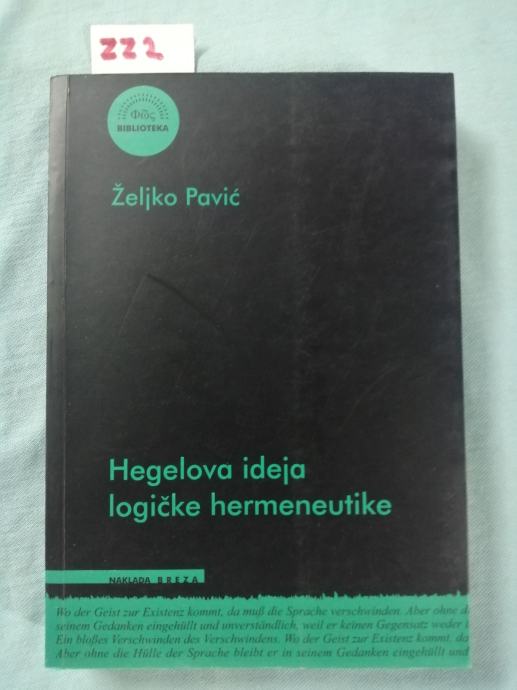 ZZ2
Φῶς
BIBLIOTEKA
Željko Pavić
Hegelova ideja
logičke hermeneutike
NAKLADA BREZA
Wo der Geist zur Existenz kommt, da muß die Sprache verschwinden. Aber ohne d
seinem Gedanken eingehüllt und unverständlich, weil er keinen Gegensatz weder i
Ein bloßes Verschwinden des Verschwindens. Wo der Geist zur Existenz kommt, da
Aber ohne die Hülle der Sprache bleibt er in seinem Gedanken eingehüllt und